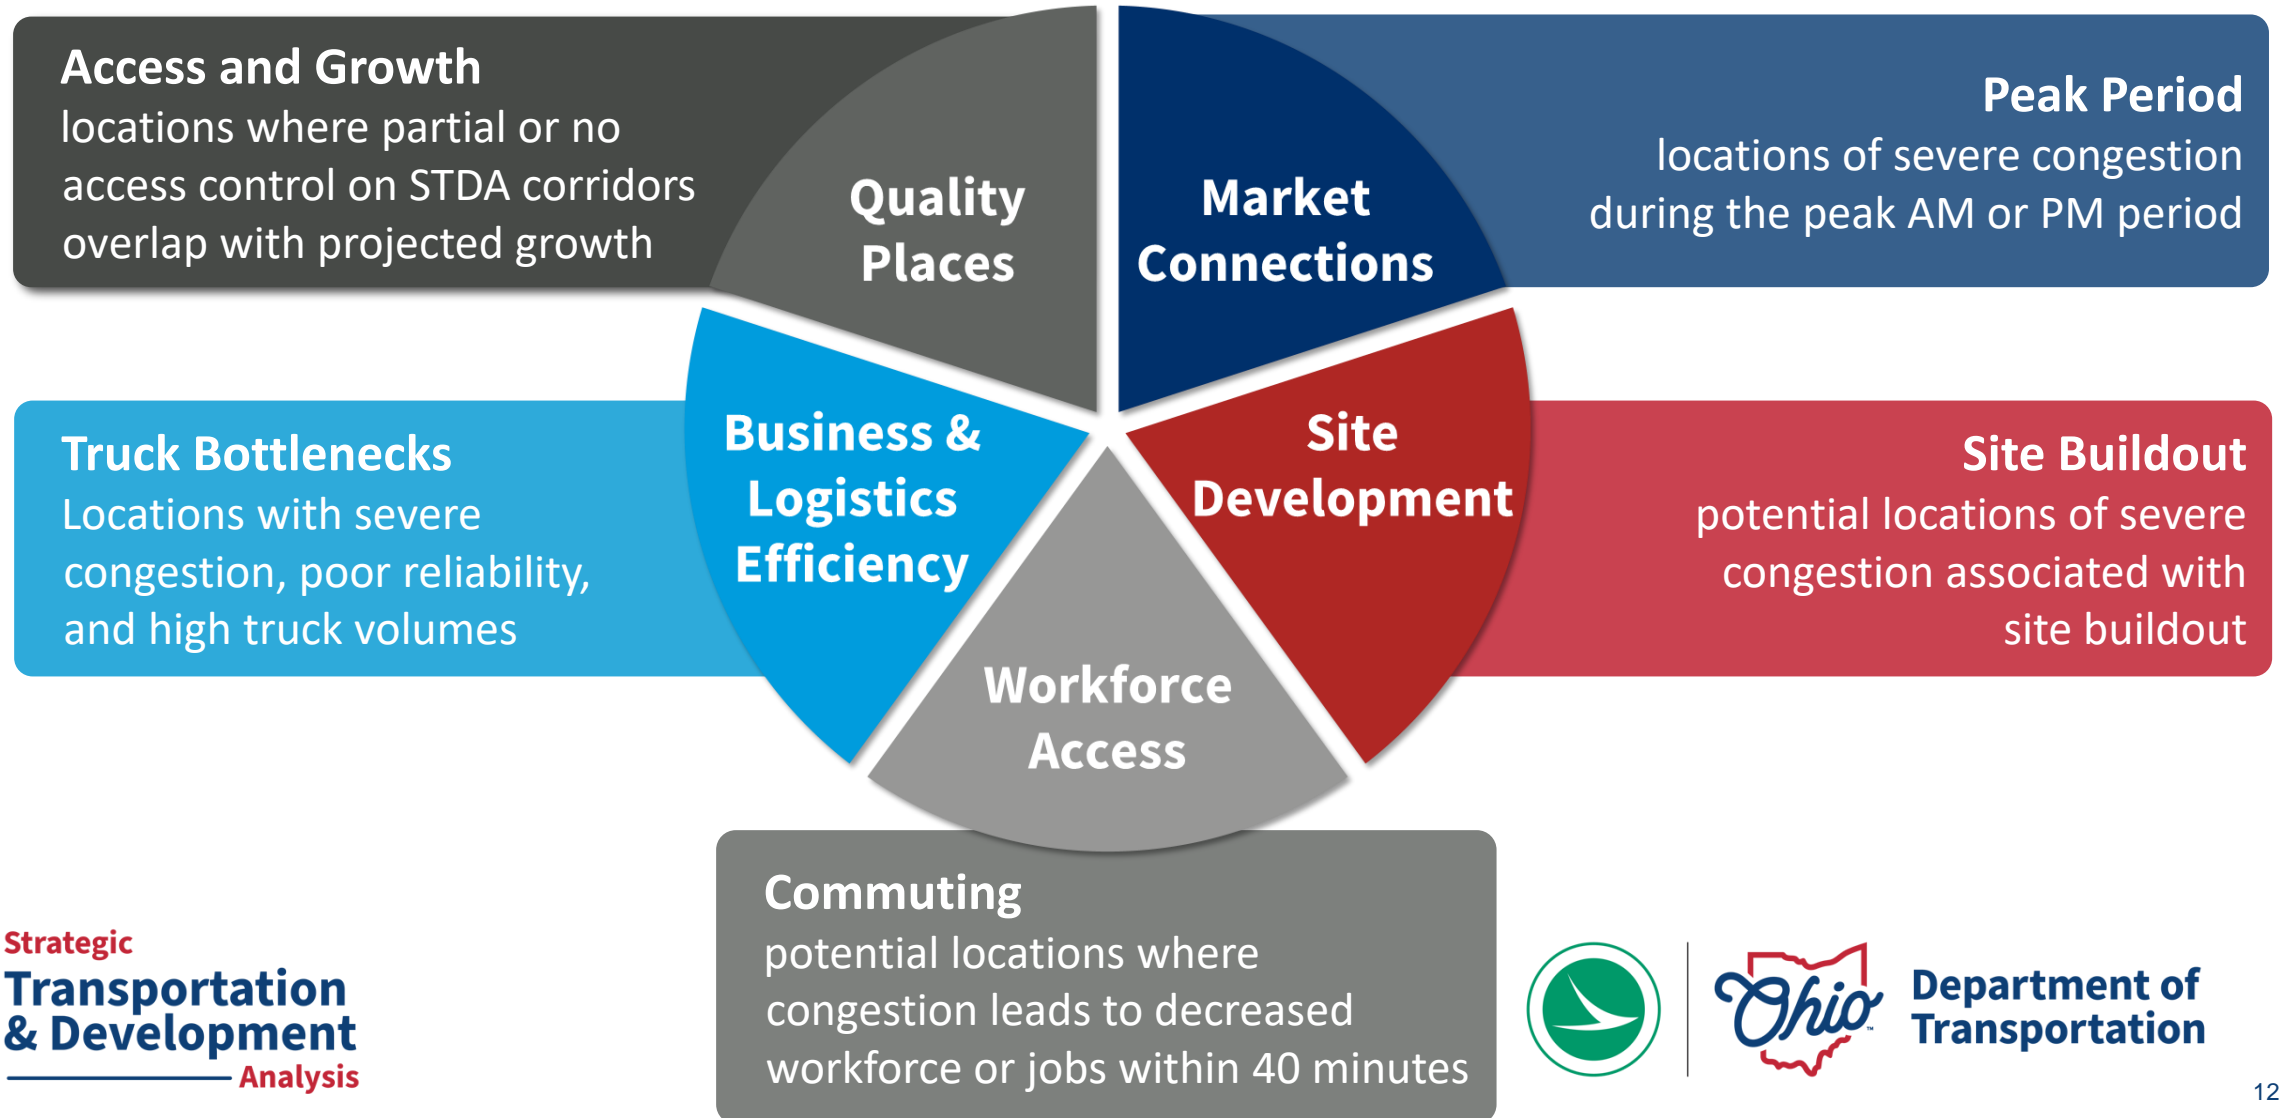 Access and Growth
locations where partial or no
access control on STDA corridors
overlap with projected growth
Quality
Places
Market
Connections
Peak Period
locations of severe congestion
during the peak AM or PM period
Truck Bottlenecks
Locations with severe
congestion, poor reliability,
and high truck volumes
Business &
Logistics
Efficiency
Site
Development
Site Buildout
potential locations of severe
congestion associated with
site buildout
Workforce
Access
Commuting
potential locations where
congestion leads to decreased
workforce or jobs within 40 minutes
Strategic
Transportation
& Development
Analysis
Ohio
Department of
Transportation
12